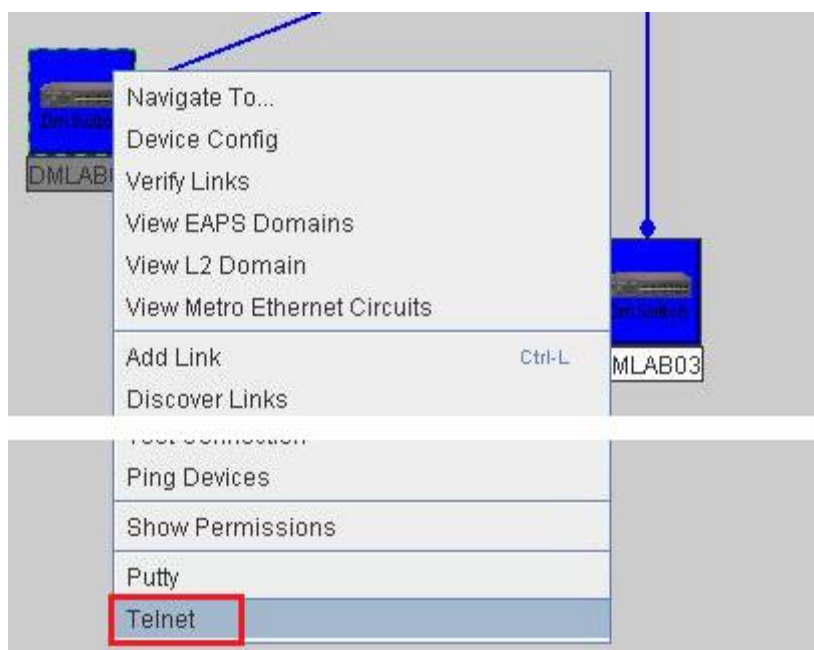 Navigate To...
Device Config
DMLAB
Verify Links
View EAPS Domains
View L2 Domain
View Metro Ethernet Circuits
Add Link Ctrl-L
MLAB03
Discover Links
Ping Devices
Show Permissions
Putty
Telnet